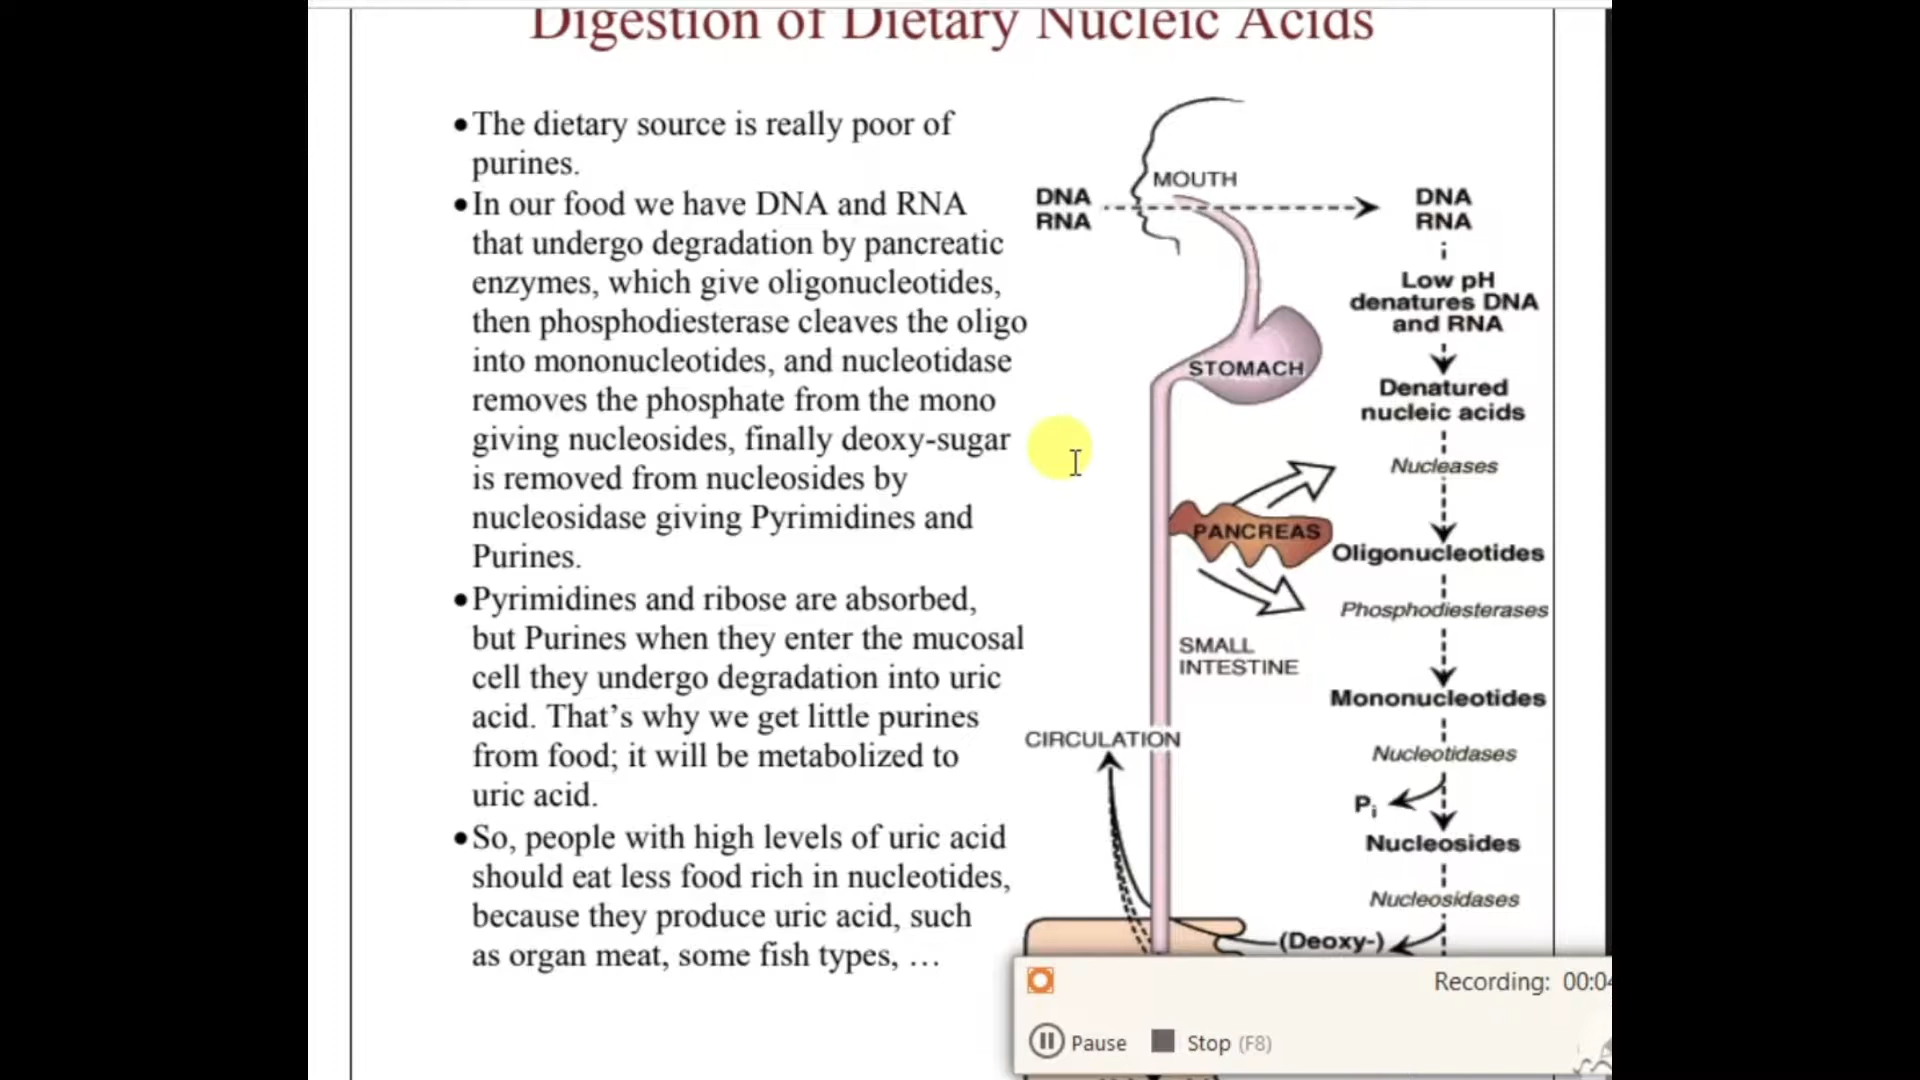 Digestion of Dietary Nucleic Acids
•The dietary source is really poor of
purines.
•In our food we have DNA and RNA
that undergo degradation by pancreatic
enzymes, which give oligonucleotides,
then phosphodiesterase cleaves the oligo
into mononucleotides, and nucleotidase
removes the phosphate from the mono
giving nucleosides, finally deoxy-sugar
is removed from nucleosides by
nucleosidase giving Pyrimidines and
Purines.
•Pyrimidines and ribose are absorbed,
but Purines when they enter the mucosal
cell they undergo degradation into uric
acid. That’s why we get little purines
from food; it will be metabolized to
uric acid.
•So, people with high levels of uric acid
should eat less food rich in nucleotides,
because they produce uric acid, such
as organ meat, some fish types, …
MOUTH
DNA
RNA
DNA
RNA
Low pH
denatures DNA
and RNA
STOMACH
Denatured
nucleic acids
Nucleases
PANCREAS
Oligonucleotides
Phosphodiesterases
SMALL
INTESTINE
Mononucleotides
CIRCULATION
Nucleotidases
Pi
Nucleosides
Nucleosidases
(Deoxy-)
Recording: 00:04
Pause
Stop (F8)